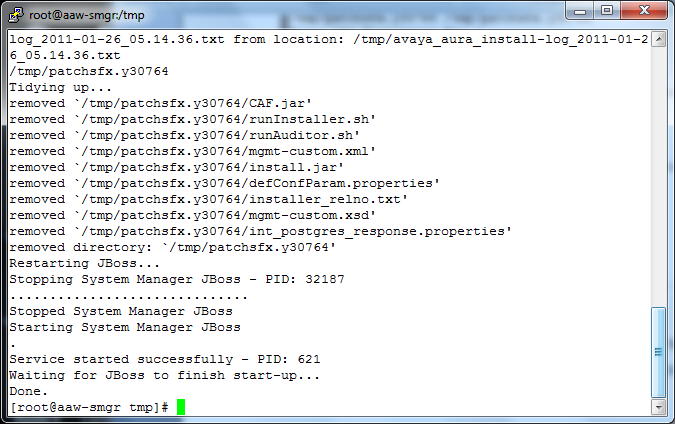 root@aaw-smgr:/tmp
log_2011-01-26_05.14.36.txt from location: /tmp/avaya_aura_install-log_2011-01-2
6_05.14.36.txt
/tmp/patchsfx.y30764
Tidying up...
removed `/tmp/patchsfx.y30764/CAF.jar'
removed `/tmp/patchsfx.y30764/runInstaller.sh'
removed `/tmp/patchsfx.y30764/runAuditor.sh'
removed `/tmp/patchsfx.y30764/mgmt-custom.xml'
removed `/tmp/patchsfx.y30764/install.jar'
removed `/tmp/patchsfx.y30764/defConfParam.properties'
removed `/tmp/patchsfx.y30764/installer_relno.txt'
removed `/tmp/patchsfx.y30764/mgmt-custom.xsd'
removed `/tmp/patchsfx.y30764/int_postgres_response.properties'
removed directory: `/tmp/patchsfx.y30764'
Restarting JBoss...
Stopping System Manager JBoss - PID: 32187
..............................
Stopped System Manager JBoss
Starting System Manager JBoss
.
Service started successfully - PID: 621
Waiting for JBoss to finish start-up...
Done.
[root@aaw-smgr tmp]#